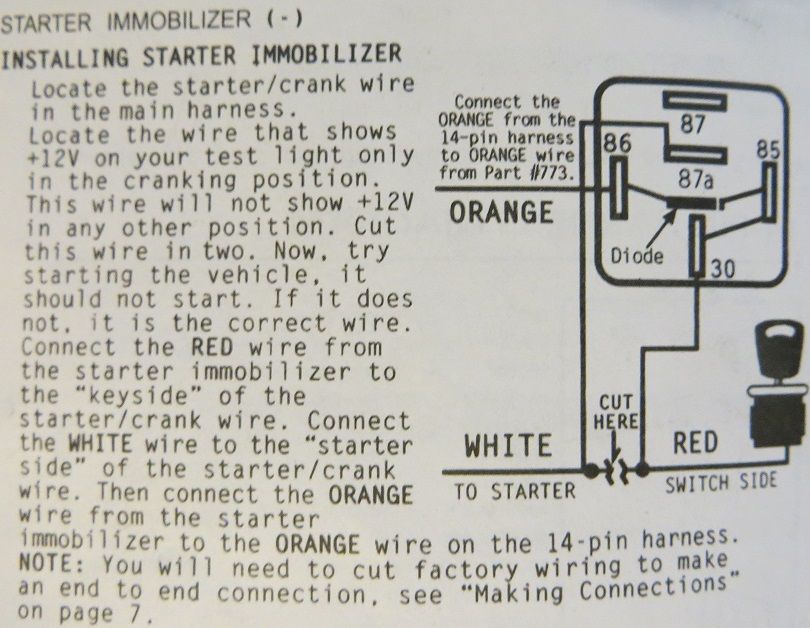 STARTER IMMOBILIZER (-)
INSTALLING STARTER IMMOBILIZER
Locate the starter/crank wire
in the main harness.
Locate the wire that shows
+12V on your test light only
in the cranking position.
This wire will not show +12V
in any other position. Cut
this wire in two. Now, try
starting the vehicle, it
should not start. If it does
not, it is the correct wire.
Connect the RED wire from
the starter immobilizer to
the "keyside" of the
starter/crank wire. Connect
the WHITE wire to the "starter
side" of the starter/crank
wire. Then connect the ORANGE
wire from the starter
immobilizer to the ORANGE wire on the 14-pin harness.
NOTE: You will need to cut factory wiring to make
an end to end connection, see "Making Connections"
on page 7.
Connect the
ORANGE from the
14-pin harness
to ORANGE wire
from Part #773.
ORANGE
86
87
87a
85
Diode
30
CUT
HERE
WHITE
RED
TO STARTER
SWITCH SIDE